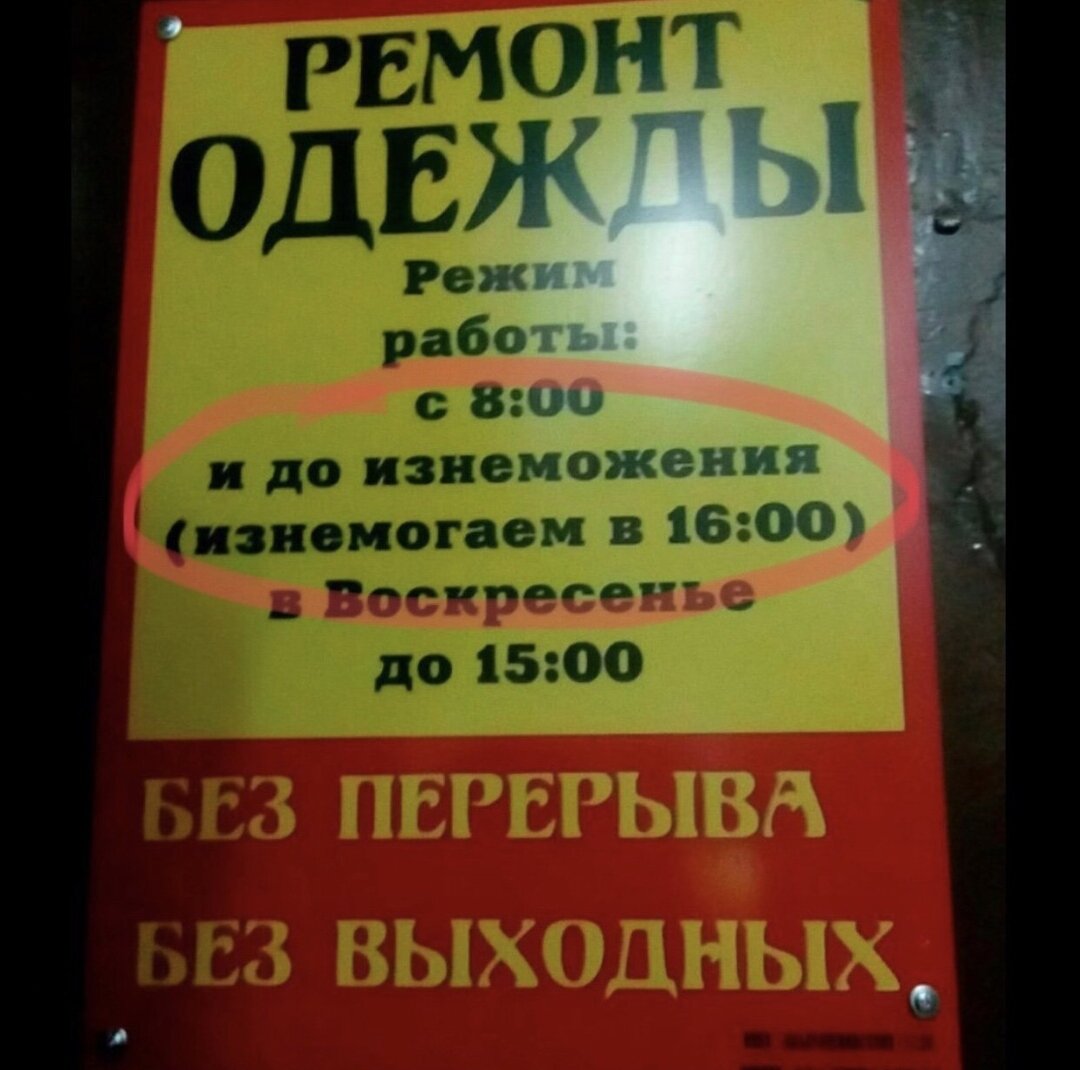 РЕМОНТ
ОДЕЖДЫ
Режим
работы:
с 8:00
и до изнеможения
(изнемогаем в 16:00)
в Воскресенье
до 15:00
БЕЗ ПЕРЕРЫВА
БЕЗ ВЫХОДНЫХ